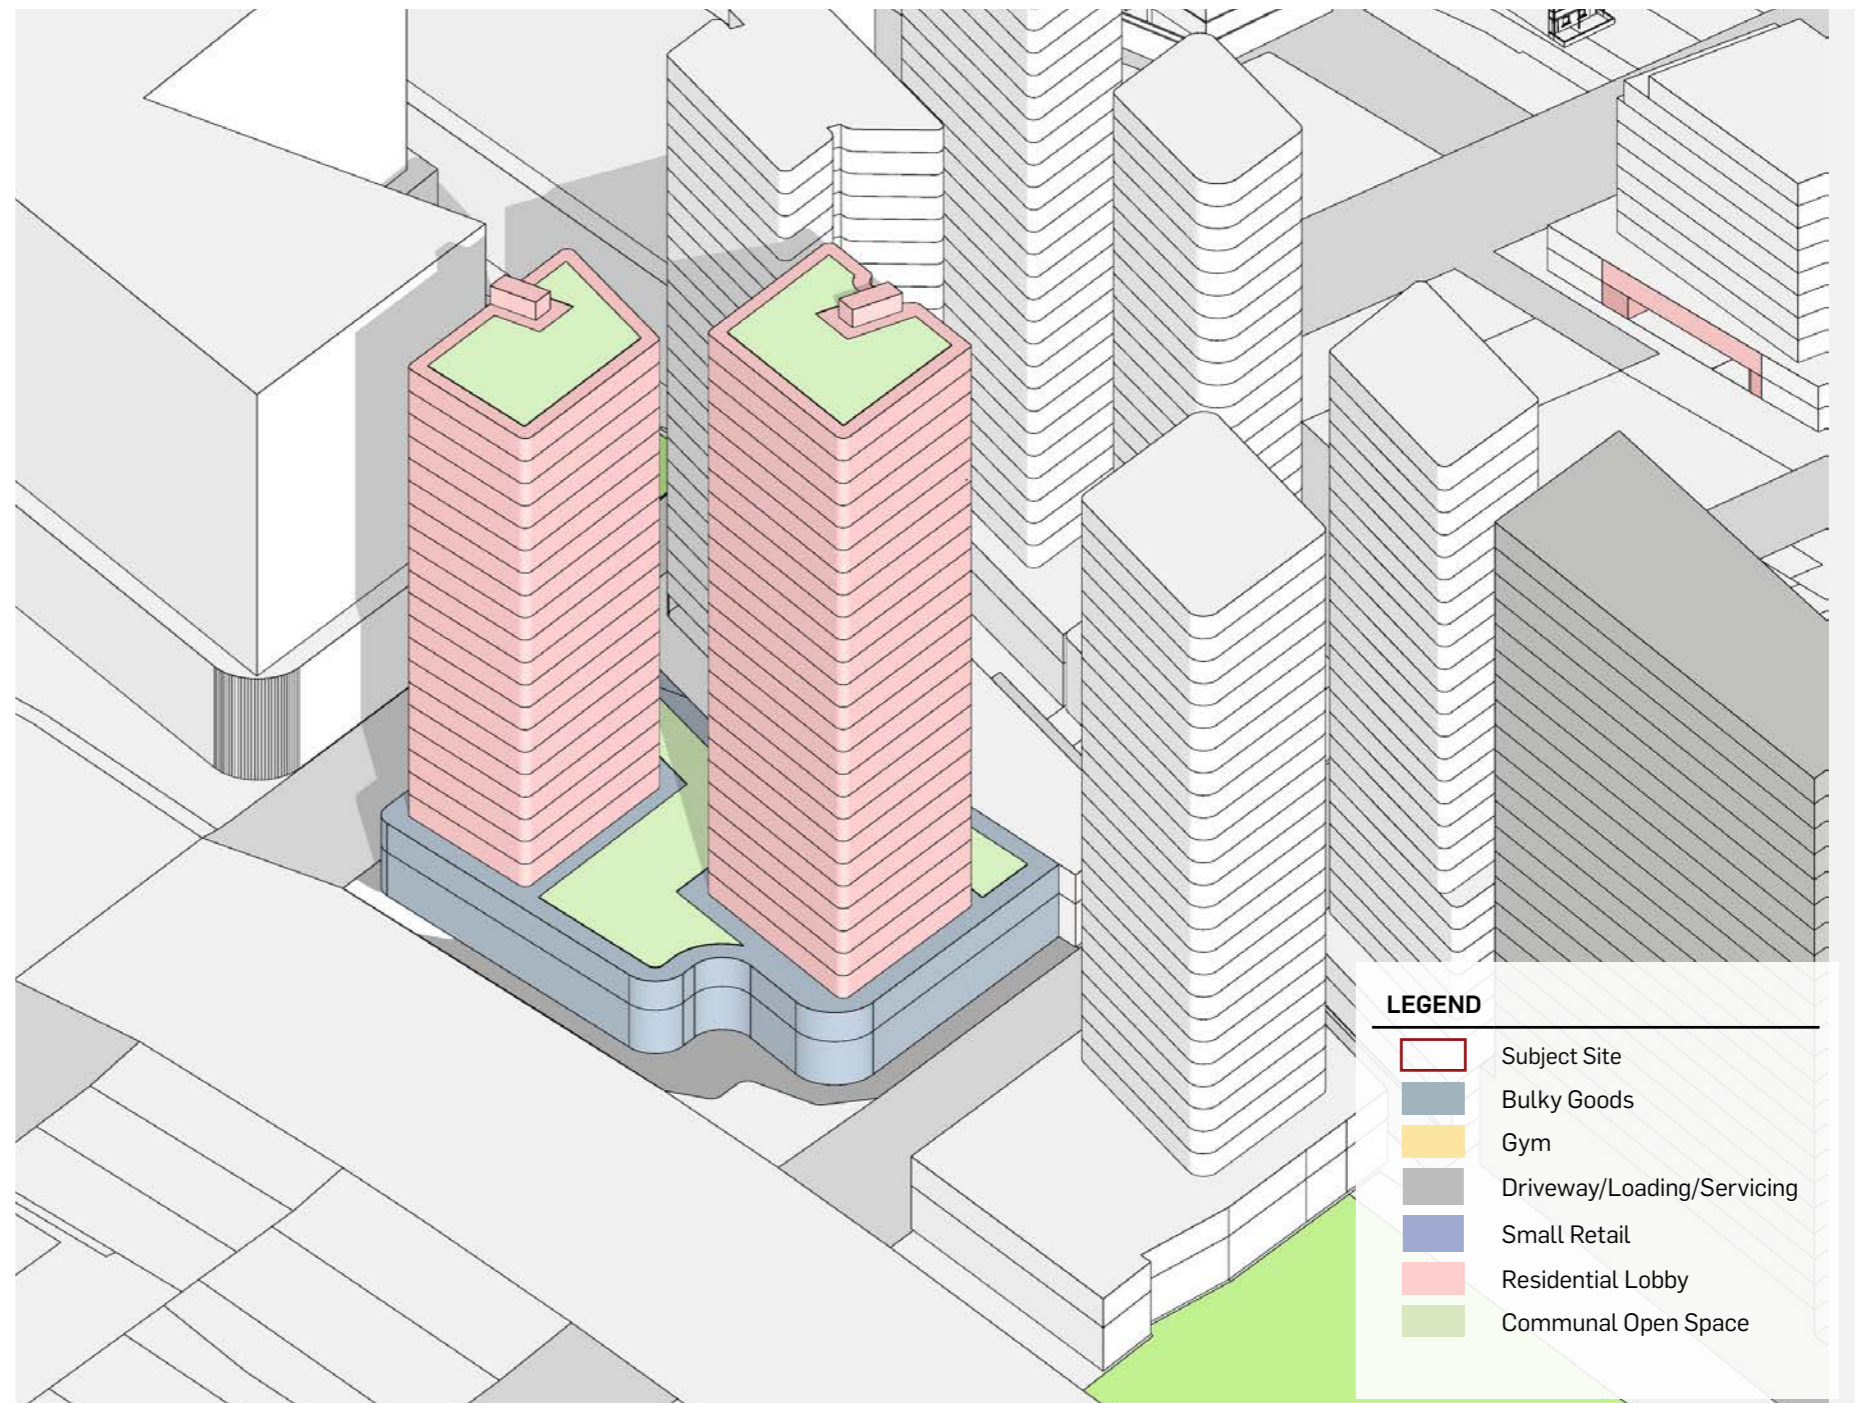 LEGEND
Subject Site
Bulky Goods
Gym
Driveway/Loading/Servicing
Small Retail
Residential Lobby
Communal Open Space